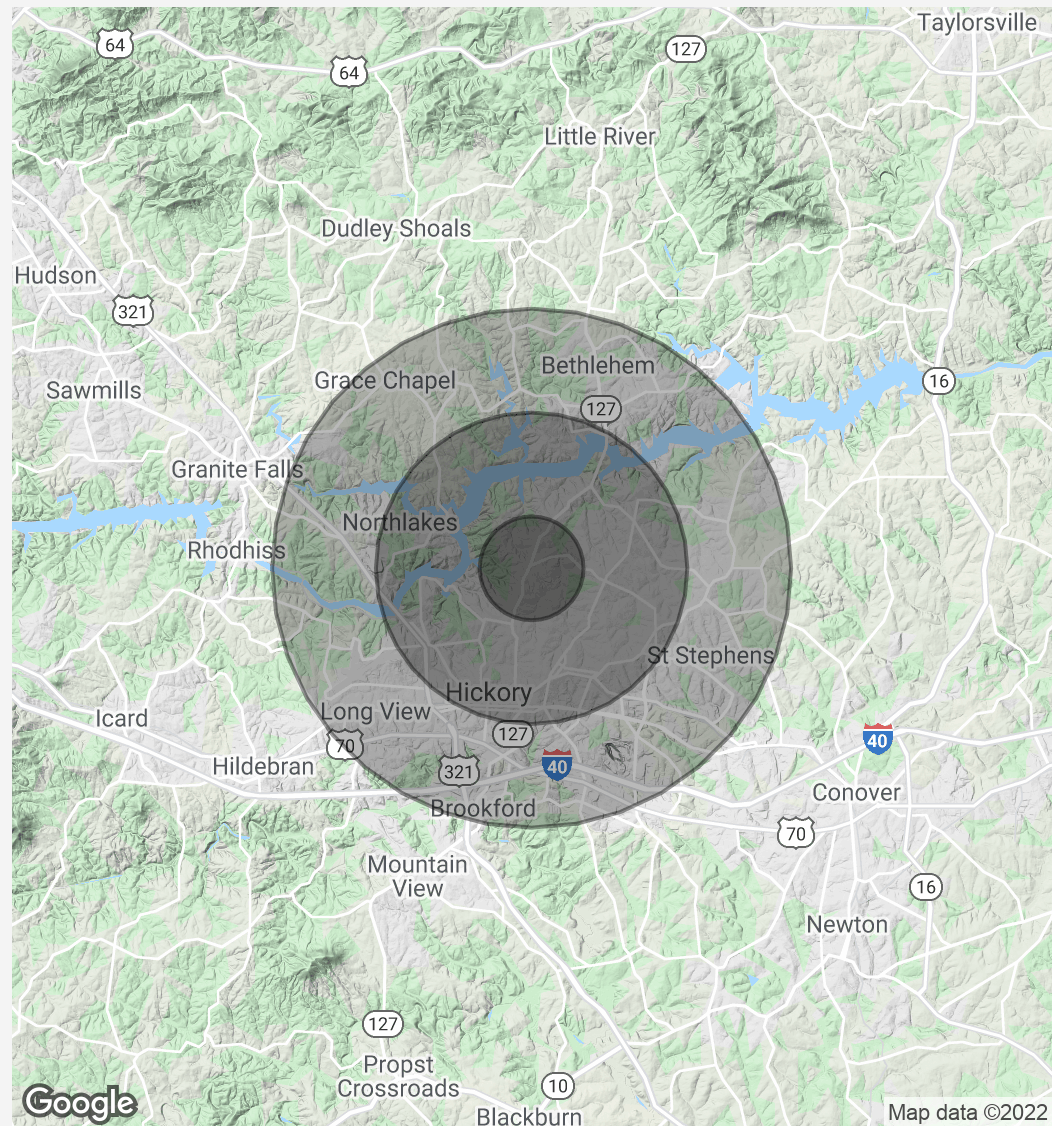 Taylorsville
64
127
64
Little River
Dudley Shoals
Hudson
321
Bethlehem
Grace Chapel
16
Sawmills
127
Granite Falls
Northlakes
Rhodhiss
St Stephens
Hickory
Long View
Icard
127
40
70
Hildebran
321
40
Conover
Brookford
70
Mountain
View
16
Newton
127
Propst
Crossroads
10
Google
Blackburn
Map data ©2022